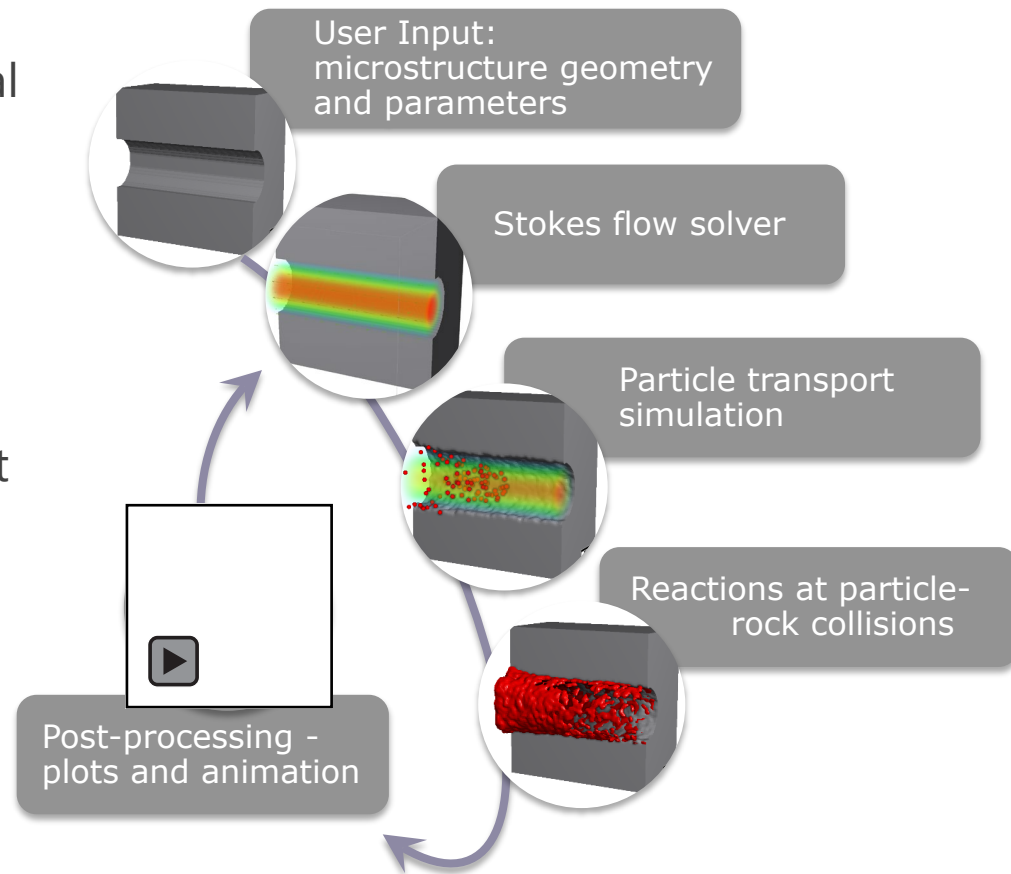 User Input:
microstructure geometry
and parameters
al
Stokes flow solver
Particle transport
simulation
t
Reactions at particle-
rock collisions
Post-processing -
plots and animation